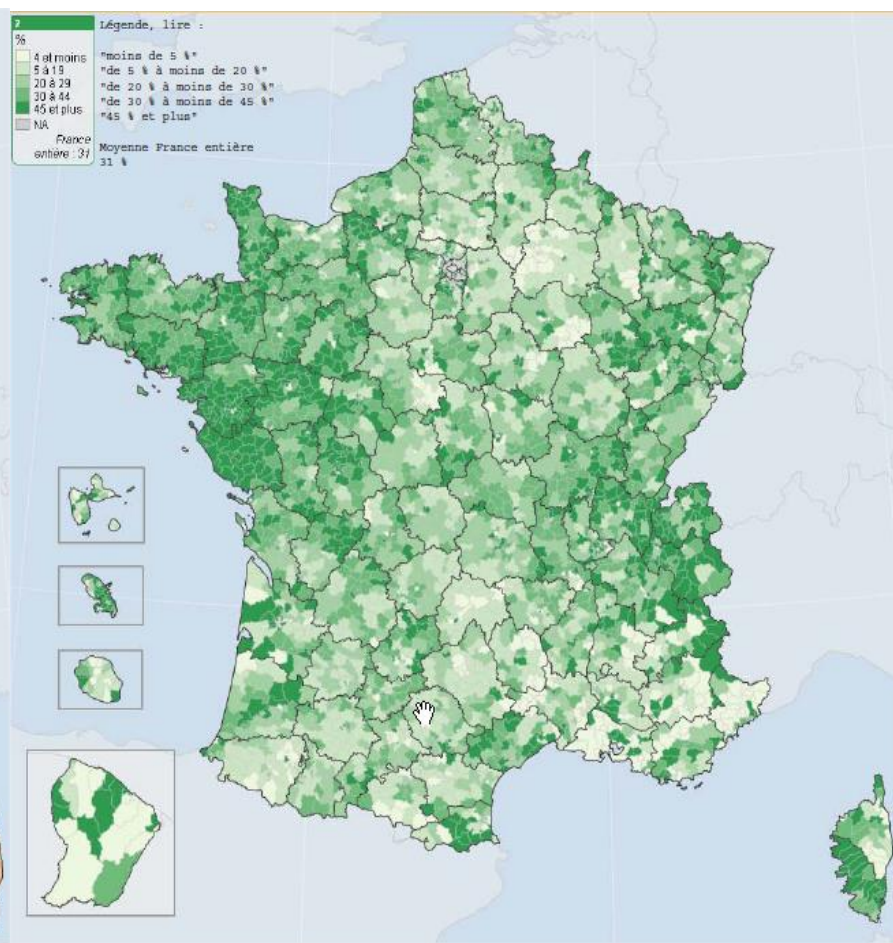 2
%
4 et moins
5 à 19
20 à 29
30 à 44
45 et plus
NA
France
entière : 31
Légende, lire :
"moins de 5 %"
"de 5 % à moins de 20 %"
"de 20 % à moins de 30 %"
"de 30 % à moins de 45 %"
"45 % et plus"
Moyenne France entière
31 %